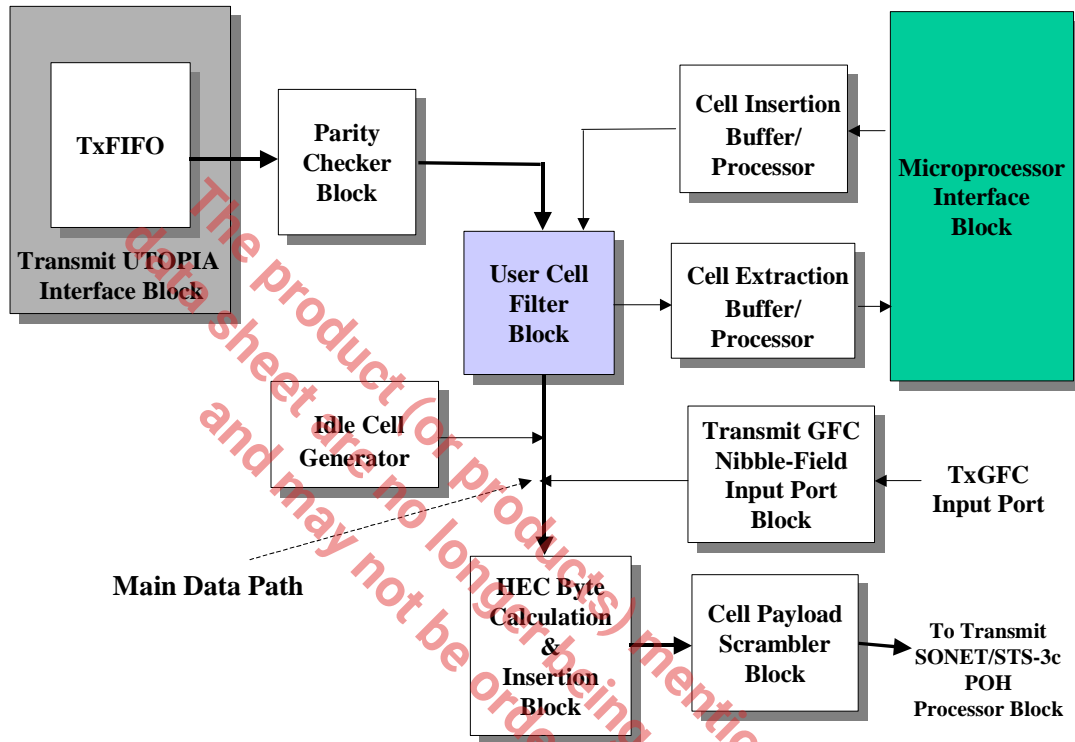 TxFIFO
Transmit UTOPIA
Interface Block
Parity
Checker
Block
Cell Insertion
Buffer/
Processor
Microprocessor
Interface
Block
User Cell
Filter
Block
Cell Extraction
Buffer/
Processor
Idle Cell
Generator
Transmit GFC
Nibble-Field
Input Port
Block
TxGFC
Input Port
Main Data Path
HEC Byte
Calculation
&
Insertion
Block
Cell Payload
Scrambler
Block
To Transmit
SONET/STS-3c
POH
Processor Block
The product (or products) mentio
data sheet are no longer being
and may not be orde